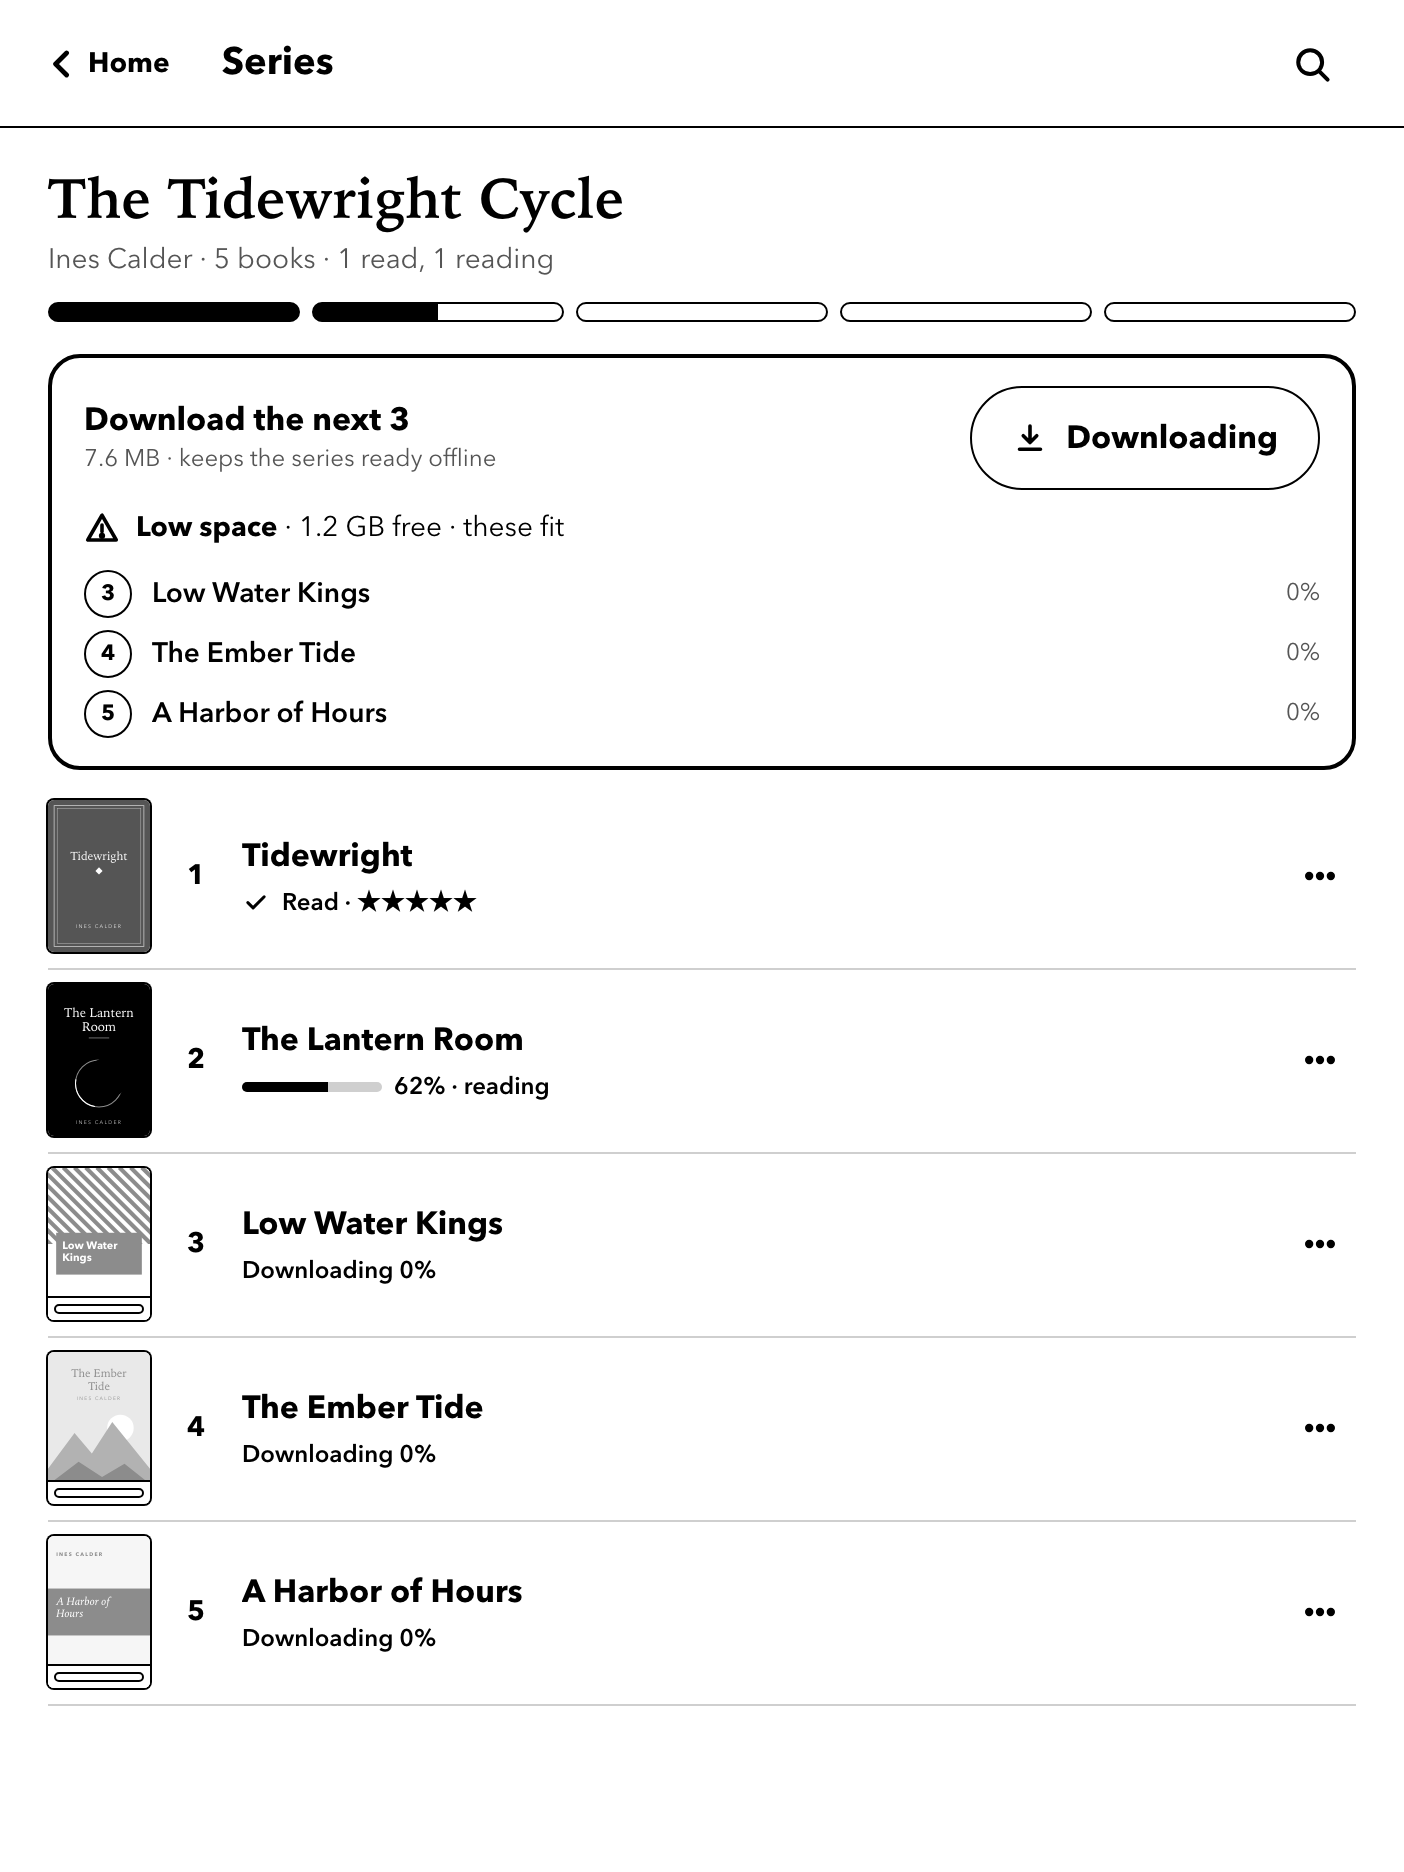 Home Series
The Tidewright Cycle
Ines Calder · 5 books · 1 read, 1 reading
Download the next 3
7.6 MB · keeps the series ready offline
Downloading
Low space · 1.2 GB free · these fit
3 Low Water Kings 0%
4 The Ember Tide 0%
5 A Harbor of Hours 0%
Tidewright
INES CALDER
1
Tidewright
Read · ★★★★★
The Lantern
Room
INES CALDER
2
The Lantern Room
62% · reading
Low Water
Kings
3
Low Water Kings
Downloading 0%
The Ember
Tide
INES CALDER
4
The Ember Tide
Downloading 0%
INES CALDER
A Harbor of
Hours
5
A Harbor of Hours
Downloading 0%